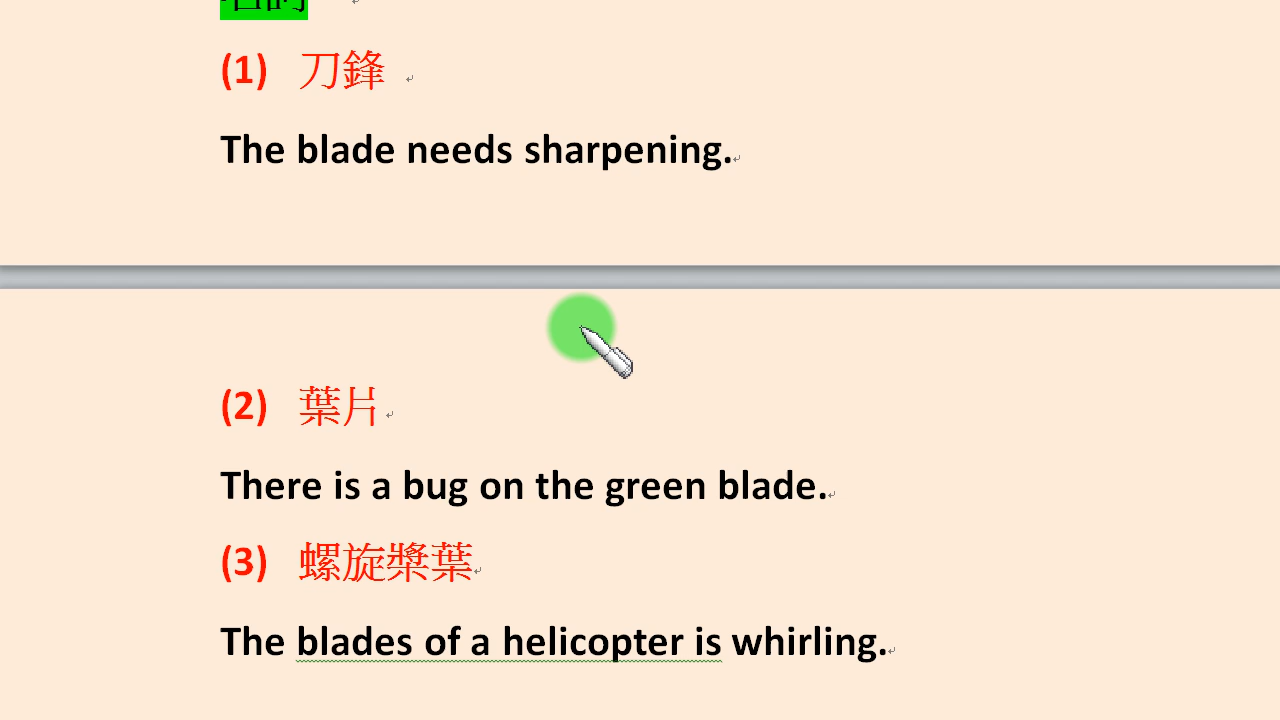 (1) 刀鋒
The blade needs sharpening.
(2) 葉片
There is a bug on the green blade.
(3) 螺旋槳葉
The blades of a helicopter is whirling.